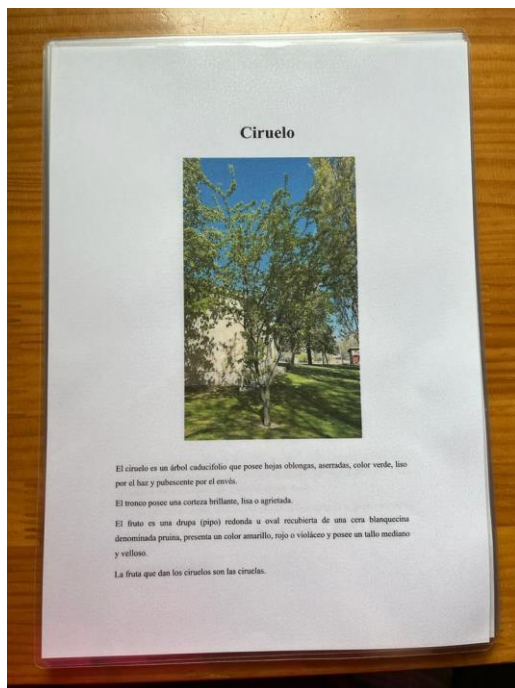 Ciruelo
El ciruelo es un árbol caducifolio que posee hojas oblongas, aserradas, color verde, liso
por el haz y pubescente por el envés.
El tronco posee una corteza brillante, lisa o agrietada.
El fruto es una drupa (pipo) redonda u oval recubierta de una cera blanquecina
denominada pruina, presenta un color amarillo, rojo o violáceo y posee un tallo mediano
y velloso.
La fruta que dan los ciruelos son las ciruelas.